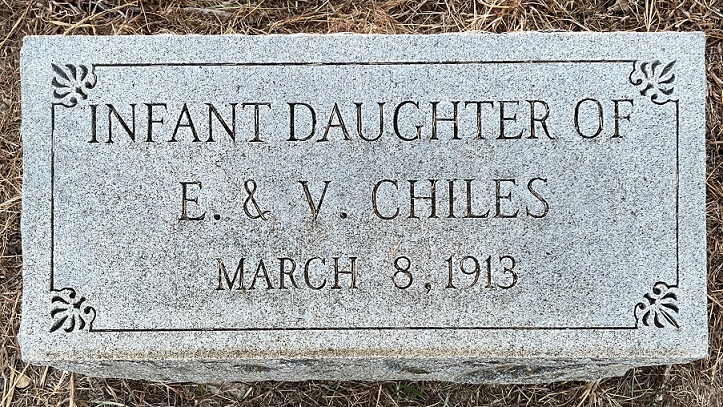 INFANT DAUGHTER OF
E. & V. CHILES
MARCH 8, 1913